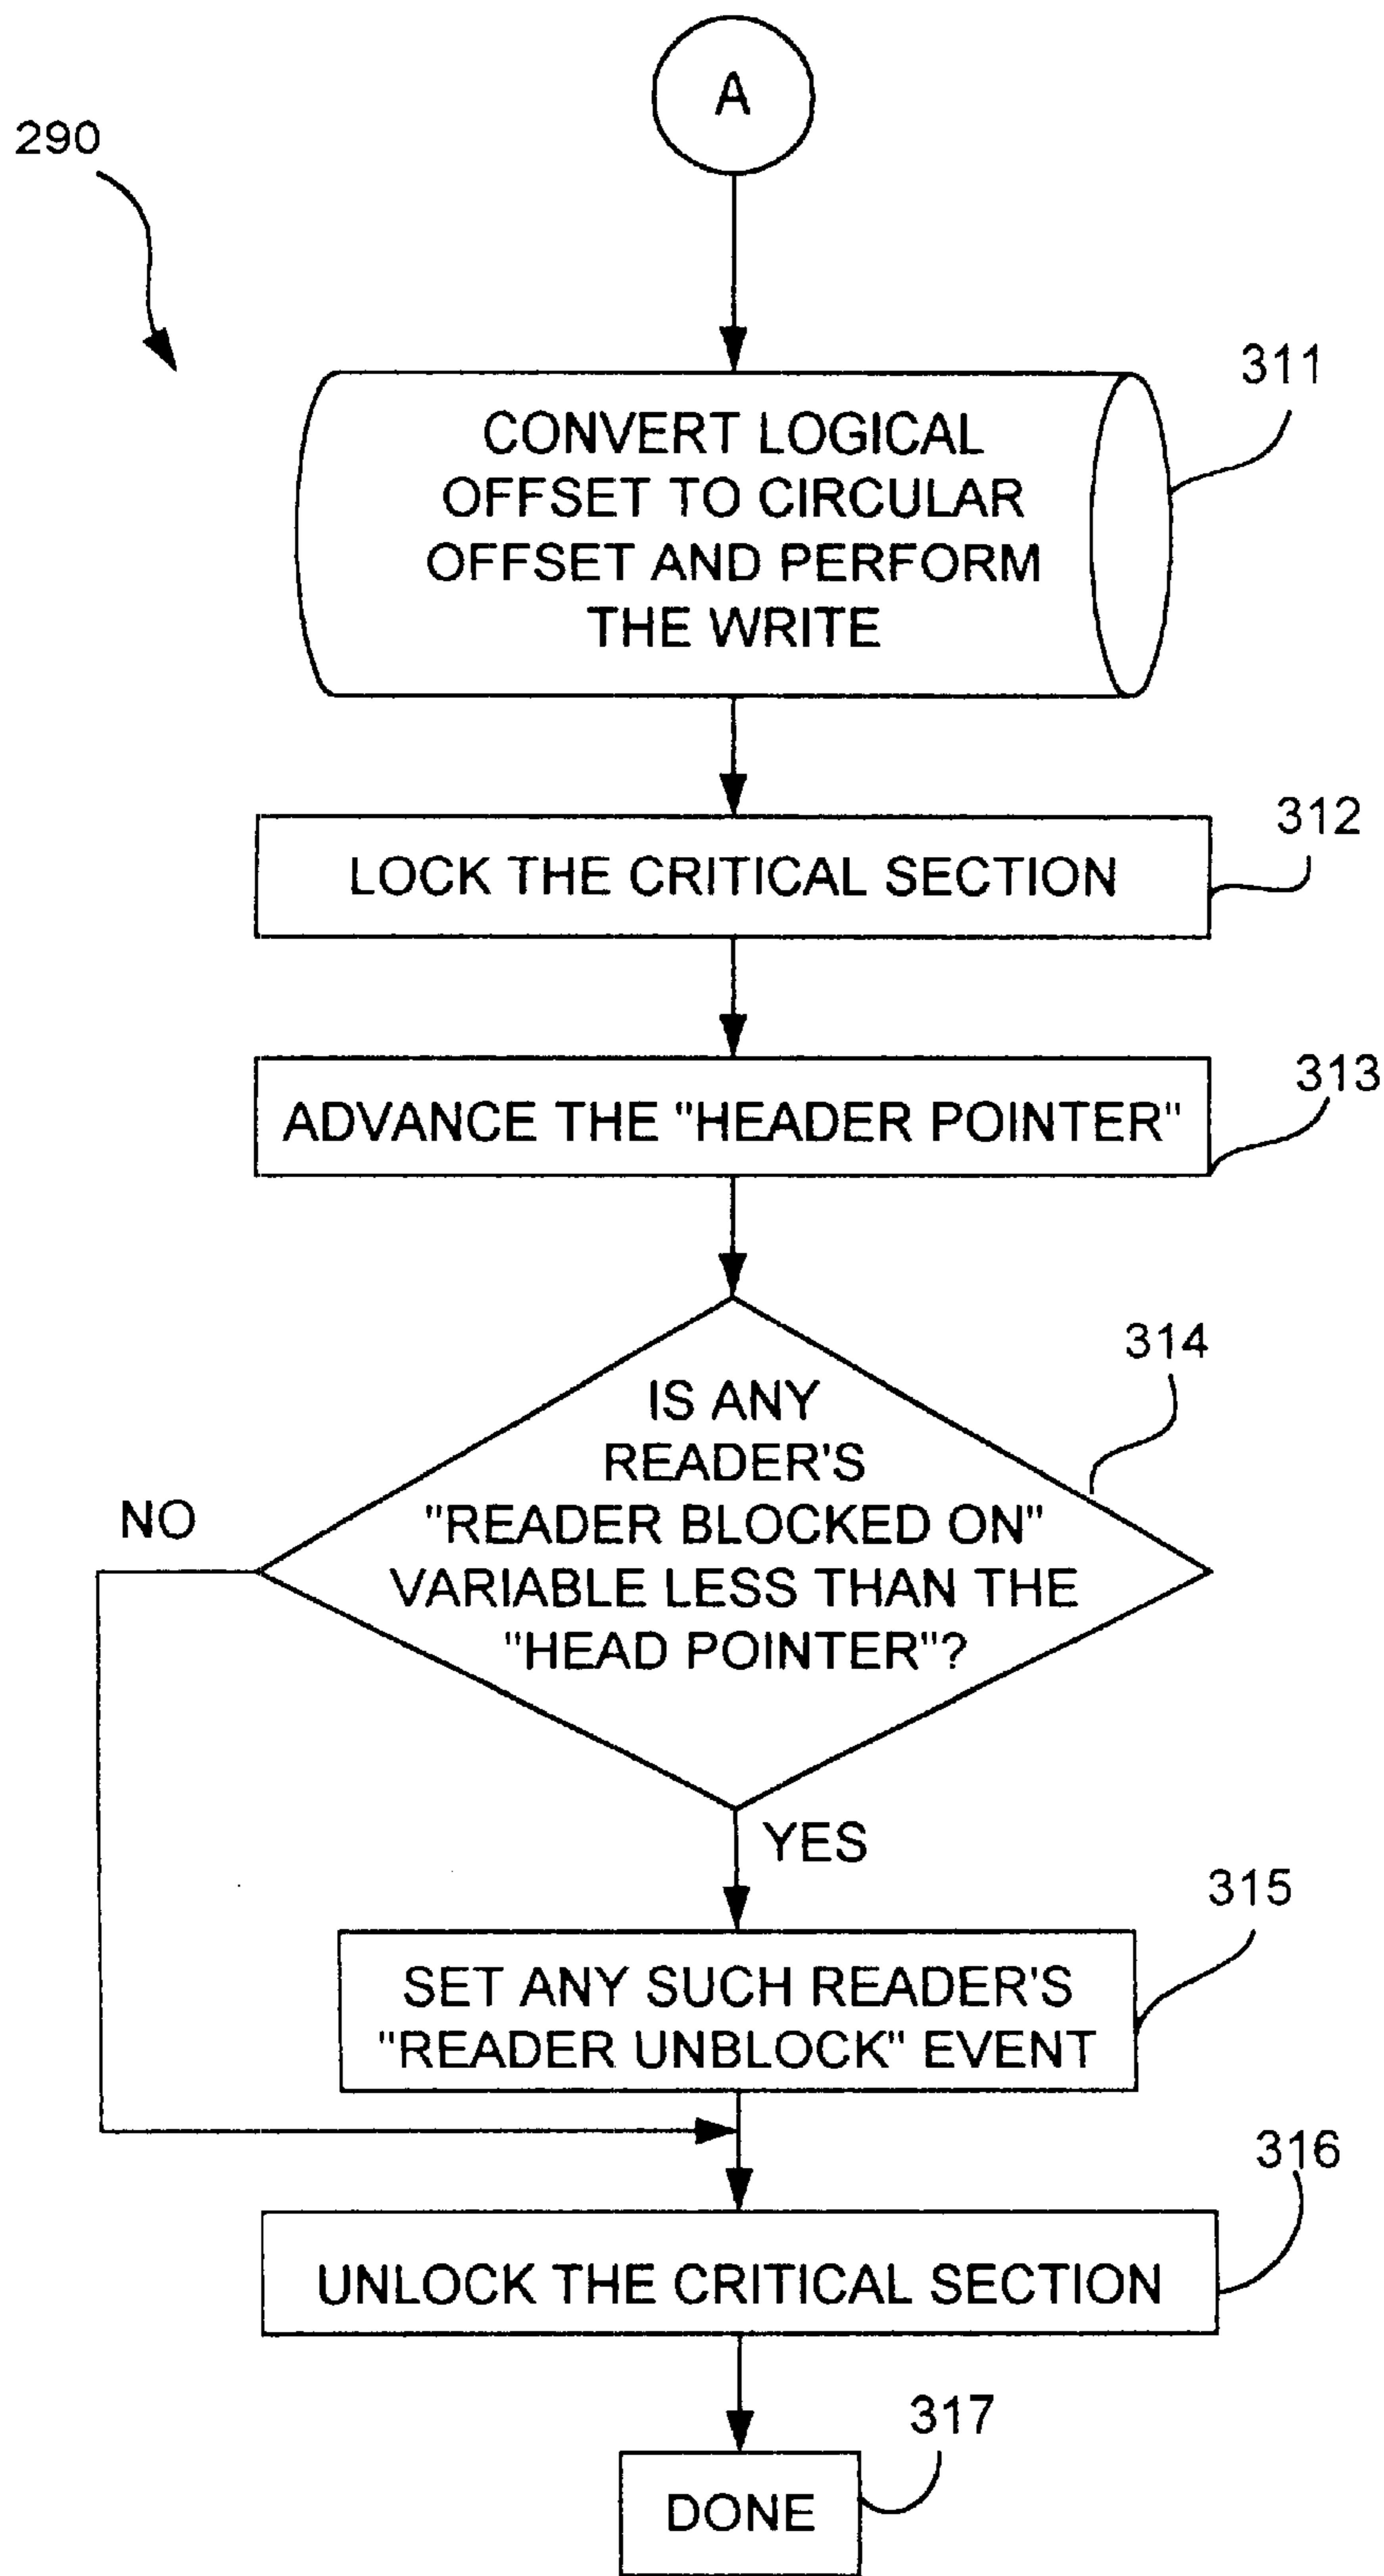 A
290
311
CONVERT LOGICAL
OFFSET TO CIRCULAR
OFFSET AND PERFORM
THE WRITE
312
LOCK THE CRITICAL SECTION
313
ADVANCE THE "HEADER POINTER"
314
IS ANY
READER'S
"READER BLOCKED ON"
VARIABLE LESS THAN THE
"HEAD POINTER"?
NO
YES
315
SET ANY SUCH READER'S
"READER UNBLOCK" EVENT
316
UNLOCK THE CRITICAL SECTION
317
DONE